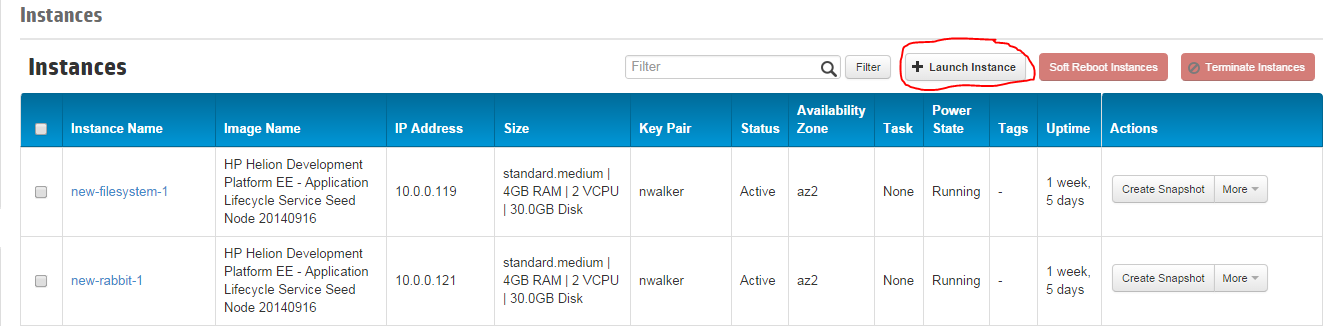 Instances
Instances
Filter Filter + Launch Instance Soft Reboot Instances Terminate Instances
Instance Name Image Name IP Address Size Key Pair Status Availability Zone Task Power State Tags Uptime Actions
new-filesystem-1
HP Helion Development
Platform EE - Application
Lifecycle Service Seed
Node 20140916
10.0.0.119
standard.medium |
4GB RAM | 2 VCPU
| 30.0GB Disk
nwalker
Active
az2
None
Running
-
1 week,
5 days
Create Snapshot More
new-rabbit-1
HP Helion Development
Platform EE - Application
Lifecycle Service Seed
Node 20140916
10.0.0.121
standard.medium |
4GB RAM | 2 VCPU
| 30.0GB Disk
nwalker
Active
az2
None
Running
-
1 week,
5 days
Create Snapshot More